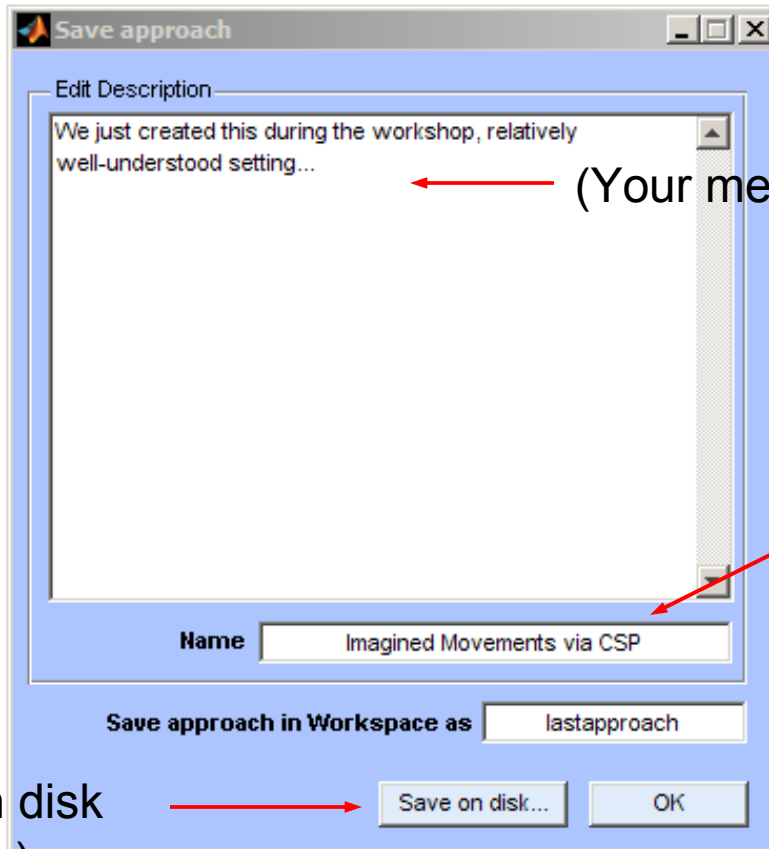 Save approach
Edit Description
We just created this during the workshop, relatively
well-understood setting...
(Your me
Name Imagined Movements via CSP
Save approach in Workspace as lastapproach
disk
Save on disk... OK